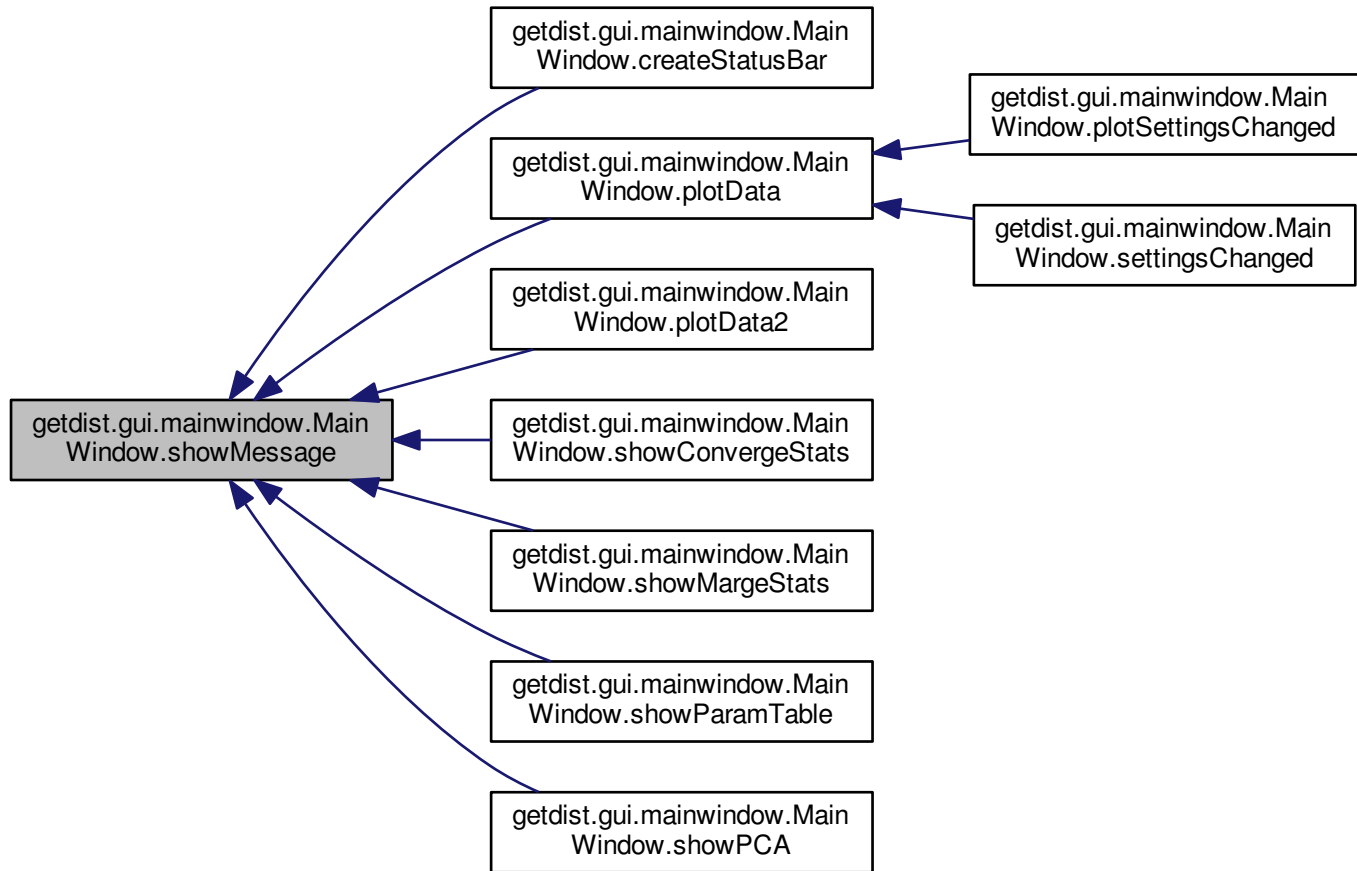 getdist.gui.mainwindow.Main
Window.createStatusBar
getdist.gui.mainwindow.Main
Window.plotSettingsChanged
getdist.gui.mainwindow.Main
Window.plotData
getdist.gui.mainwindow.Main
Window.settingsChanged
getdist.gui.mainwindow.Main
Window.plotData2
getdist.gui.mainwindow.Main
Window.showMessage
getdist.gui.mainwindow.Main
Window.showConvergeStats
getdist.gui.mainwindow.Main
Window.showMargeStats
getdist.gui.mainwindow.Main
Window.showParamTable
getdist.gui.mainwindow.Main
Window.showPCA